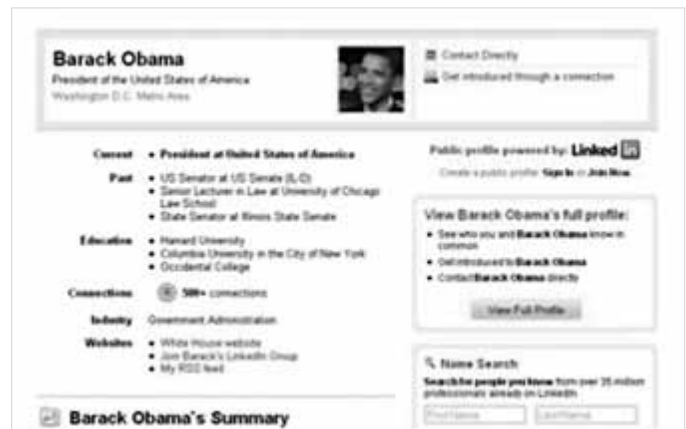 Barack Obama
President of the United States of America
Washington D.C. Metro Area
Contact Directly
Get introduced through a connection
Current • President at United States of America
Past • US Senator at US Senate (IL-D)
• Senior Lecturer in Law at University of Chicago
Law School
• State Senator at Illinois State Senate
Education • Harvard University
• Columbia University in the City of New York
• Occidental College
Connections 500+ connections
Industry Government Administration
Websites • White House website
• Join Barack's LinkedIn Group
• My RSS feed
Barack Obama's Summary
Public profile powered by: Linked in
Create a public profile: Sign In or Join Now
View Barack Obama's full profile:
• See who you and Barack Obama know in
common
• Get introduced to Barack Obama
• Contact Barack Obama directly
View Full Profile
Name Search
Search for people you know from over 35 million
professionals already on LinkedIn.
First Name Last Name